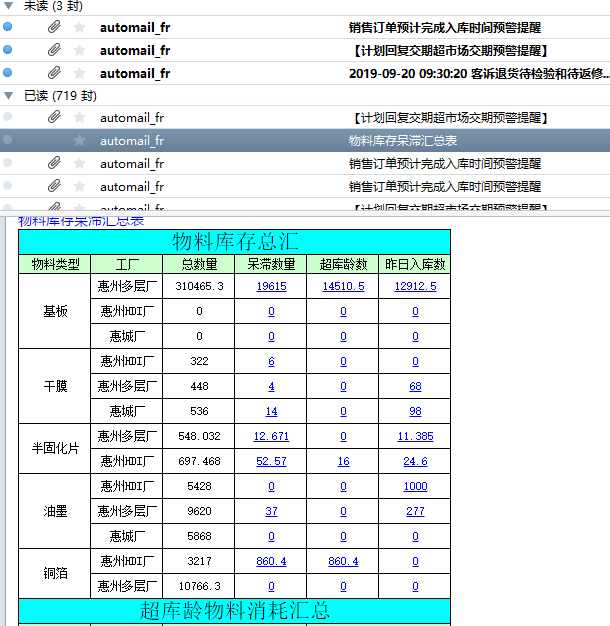 未读 (3 封)
automail_fr 销售订单预计完成入库时间预警提醒
automail_fr 【计划回复交期超市场交期预警提醒】
automail_fr 2019-09-20 09:30:20 客诉退货待检验和待返修...
已读 (719 封)
automail_fr 【计划回复交期超市场交期预警提醒】
automail_fr 物料库存呆滞汇总表
automail_fr 销售订单预计完成入库时间预警提醒
automail_fr 销售订单预计完成入库时间预警提醒
automail_fr 【计划回复交期超市场交期预警提醒】
物料库存呆滞汇总表
物料库存总汇
物料类型 工厂 总数量 呆滞数量 超库龄数 昨日入库数
基板 惠州多层厂 310465.3 19615 14510.5 12912.5
惠州HDI厂 0 0 0 0
惠城厂 0 0 0 0
干膜 惠州HDI厂 322 6 0 0
惠州多层厂 448 4 0 68
惠城厂 536 14 0 98
半固化片 惠州多层厂 548.032 12.671 0 11.385
惠州HDI厂 697.468 52.57 16 24.6
油墨 惠州HDI厂 5428 0 0 1000
惠州多层厂 9620 37 0 277
惠城厂 5868 0 0 0
铜箔 惠州HDI厂 3217 860.4 860.4 0
惠州多层厂 10766.3 0 0 0
超库龄物料消耗汇总